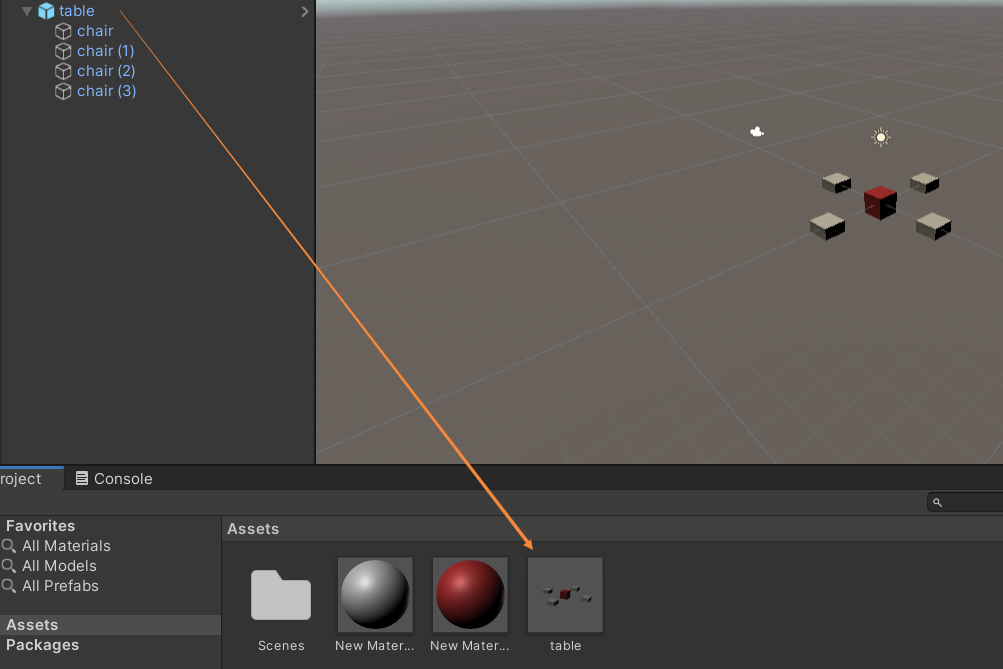 table
chair
chair (1)
chair (2)
chair (3)
roject
Console
Favorites
All Materials
All Models
All Prefabs
Assets
Packages
Assets
Scenes
New Mater...
New Mater...
table